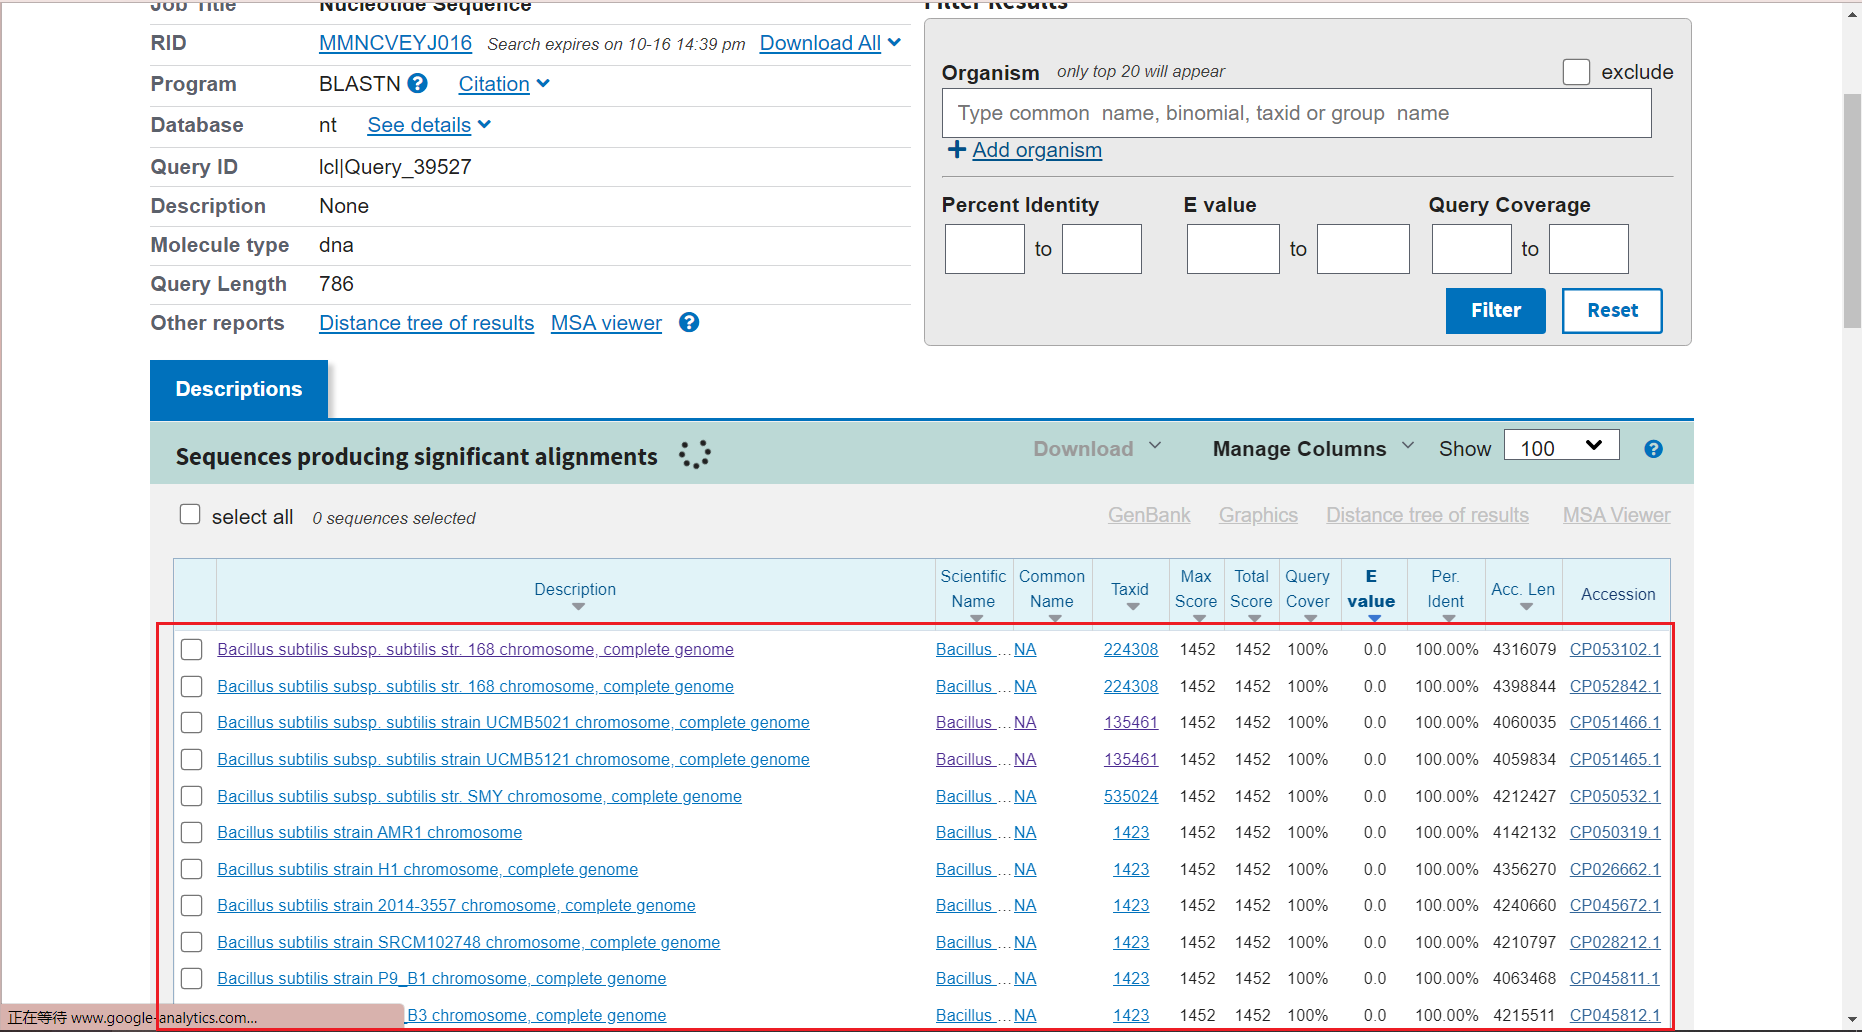 Job Title Nucleotide Sequence
RID MMNCVEYJ016 Search expires on 10-16 14:39 pm Download All
Program BLASTN ? Citation
Database nt See details
Query ID lcl|Query_39527
Description None
Molecule type dna
Query Length 786
Other reports Distance tree of results MSA viewer ?
Filter Results
Organism only top 20 will appear exclude
Type common name, binomial, taxid or group name
+ Add organism
Percent Identity E value Query Coverage
to to to
Filter Reset
Descriptions
Sequences producing significant alignments Download Manage Columns Show 100 ?
select all 0 sequences selected GenBank Graphics Distance tree of results MSA Viewer
Description Scientific Name Common Name Taxid Max Score Total Score Query Cover E value Per. Ident Acc. Len Accession
Bacillus subtilis subsp. subtilis str. 168 chromosome, complete genome Bacillus ... NA 224308 1452 1452 100% 0.0 100.00% 4316079 CP053102.1
Bacillus subtilis subsp. subtilis str. 168 chromosome, complete genome Bacillus ... NA 224308 1452 1452 100% 0.0 100.00% 4398844 CP052842.1
Bacillus subtilis subsp. subtilis strain UCMB5021 chromosome, complete genome Bacillus ... NA 135461 1452 1452 100% 0.0 100.00% 4060035 CP051466.1
Bacillus subtilis subsp. subtilis strain UCMB5121 chromosome, complete genome Bacillus ... NA 135461 1452 1452 100% 0.0 100.00% 4059834 CP051465.1
Bacillus subtilis subsp. subtilis str. SMY chromosome, complete genome Bacillus ... NA 535024 1452 1452 100% 0.0 100.00% 4212427 CP050532.1
Bacillus subtilis strain AMR1 chromosome Bacillus ... NA 1423 1452 1452 100% 0.0 100.00% 4142132 CP050319.1
Bacillus subtilis strain H1 chromosome, complete genome Bacillus ... NA 1423 1452 1452 100% 0.0 100.00% 4356270 CP026662.1
Bacillus subtilis strain 2014-3557 chromosome, complete genome Bacillus ... NA 1423 1452 1452 100% 0.0 100.00% 4240660 CP045672.1
Bacillus subtilis strain SRCM102748 chromosome, complete genome Bacillus ... NA 1423 1452 1452 100% 0.0 100.00% 4210797 CP028212.1
Bacillus subtilis strain P9_B1 chromosome, complete genome Bacillus ... NA 1423 1452 1452 100% 0.0 100.00% 4063468 CP045811.1
_B3 chromosome, complete genome Bacillus ... NA 1423 1452 1452 100% 0.0 100.00% 4215511 CP045812.1
正在等待 www.google-analytics.com...